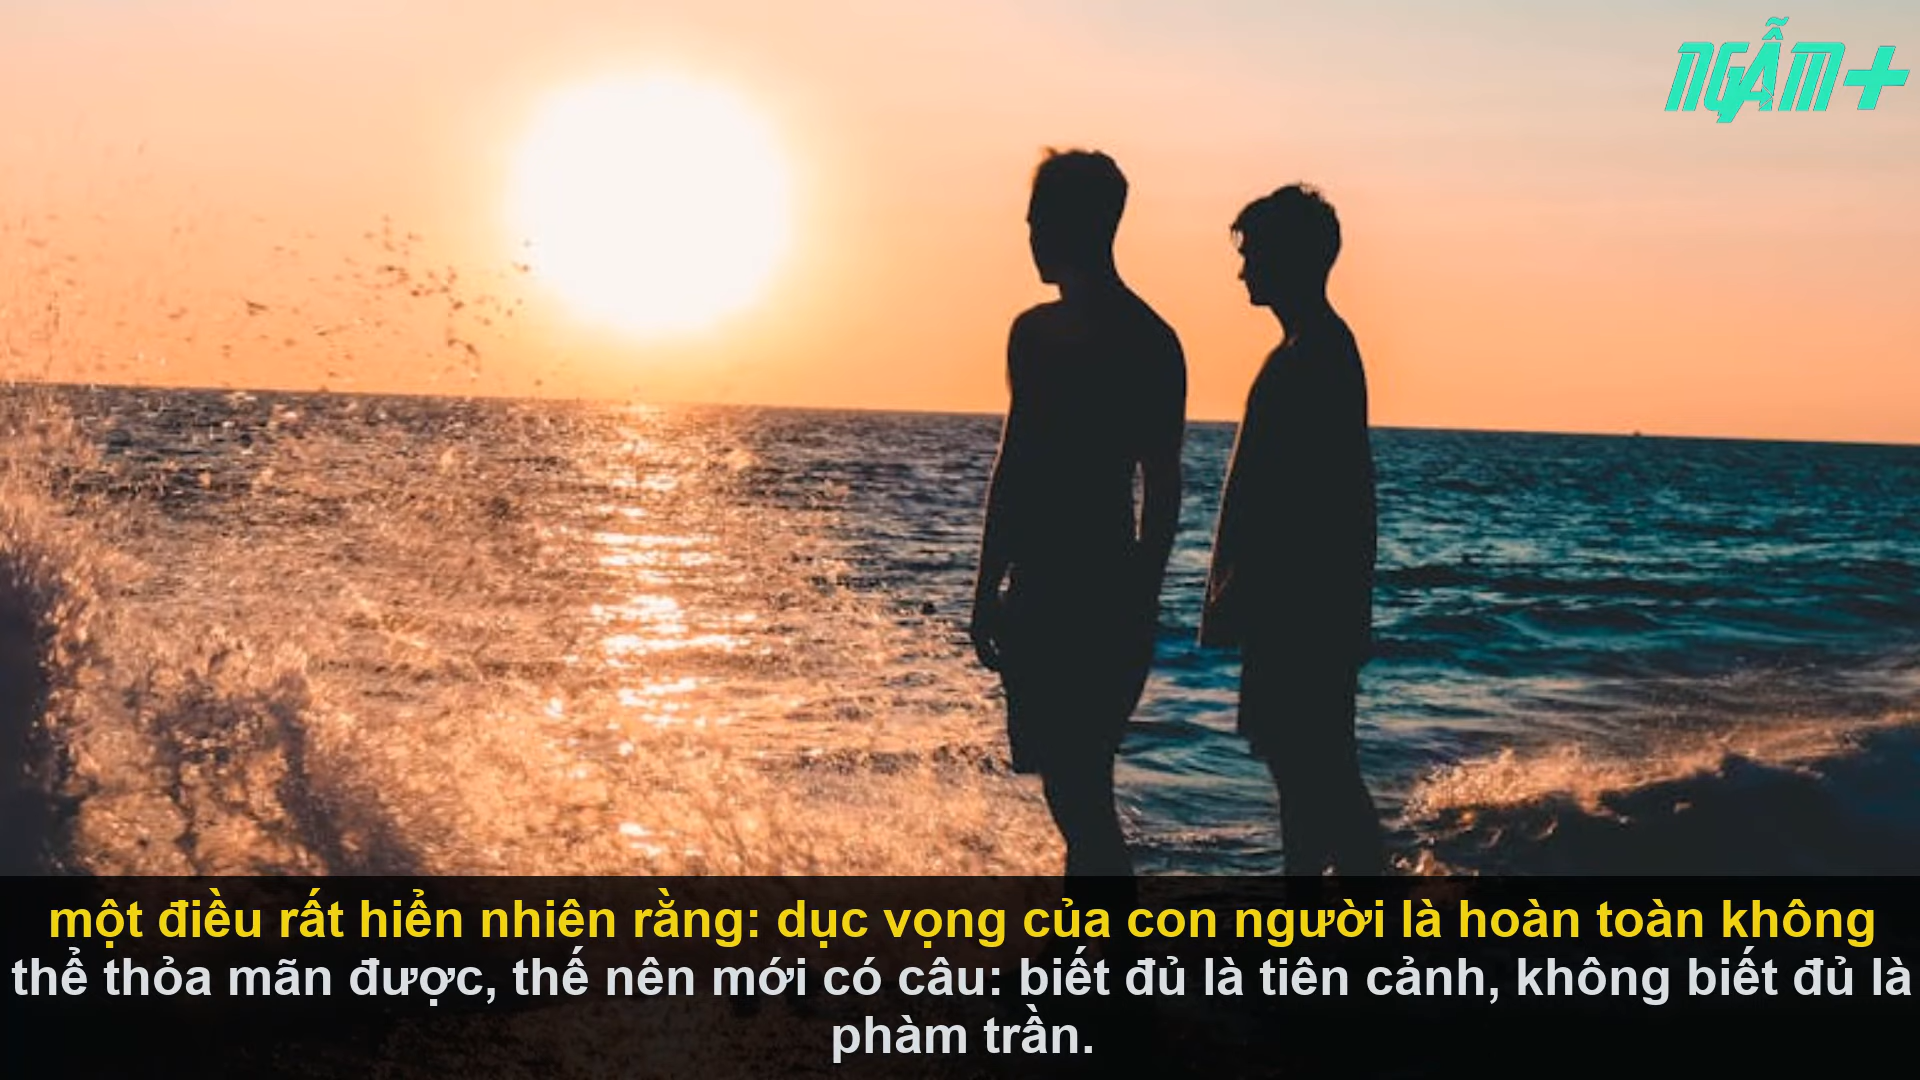 NGẪM+
một điều rất hiển nhiên rằng: dục vọng của con người là hoàn toàn không
thể thỏa mãn được, thế nên mới có câu: biết đủ là tiên cảnh, không biết đủ là
phàm trần.